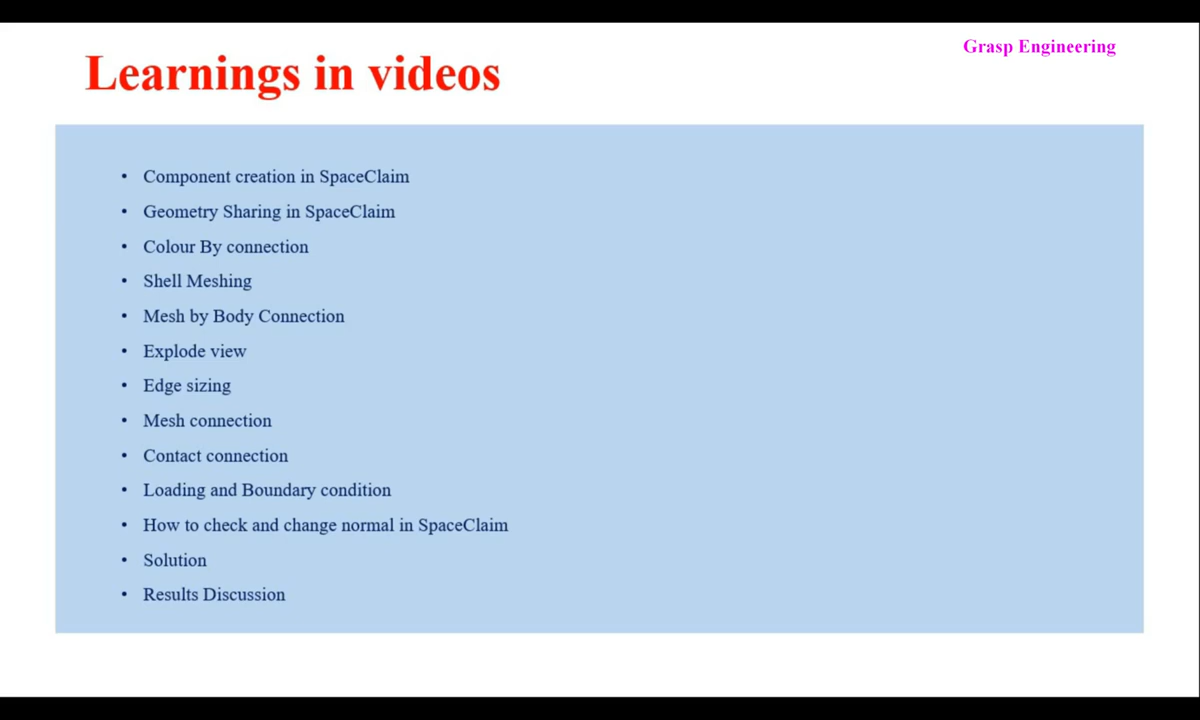 Grasp Engineering
Learnings in videos
• Component creation in SpaceClaim
• Geometry Sharing in SpaceClaim
• Colour By connection
• Shell Meshing
• Mesh by Body Connection
• Explode view
• Edge sizing
• Mesh connection
• Contact connection
• Loading and Boundary condition
• How to check and change normal in SpaceClaim
• Solution
• Results Discussion